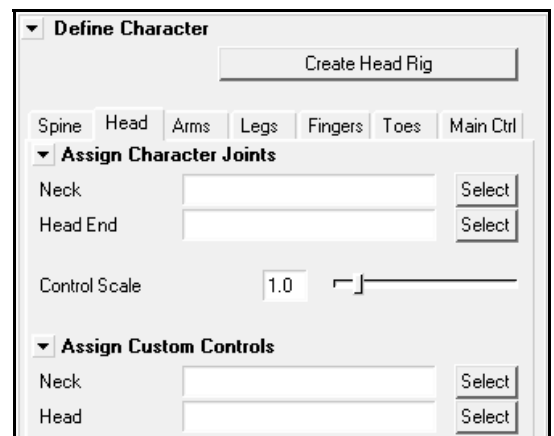 Define Character
Create Head Rig
Spine Head Arms Legs Fingers Toes Main Ctrl
Assign Character Joints
Neck Select
Head End Select
Control Scale 1.0
Assign Custom Controls
Neck Select
Head Select